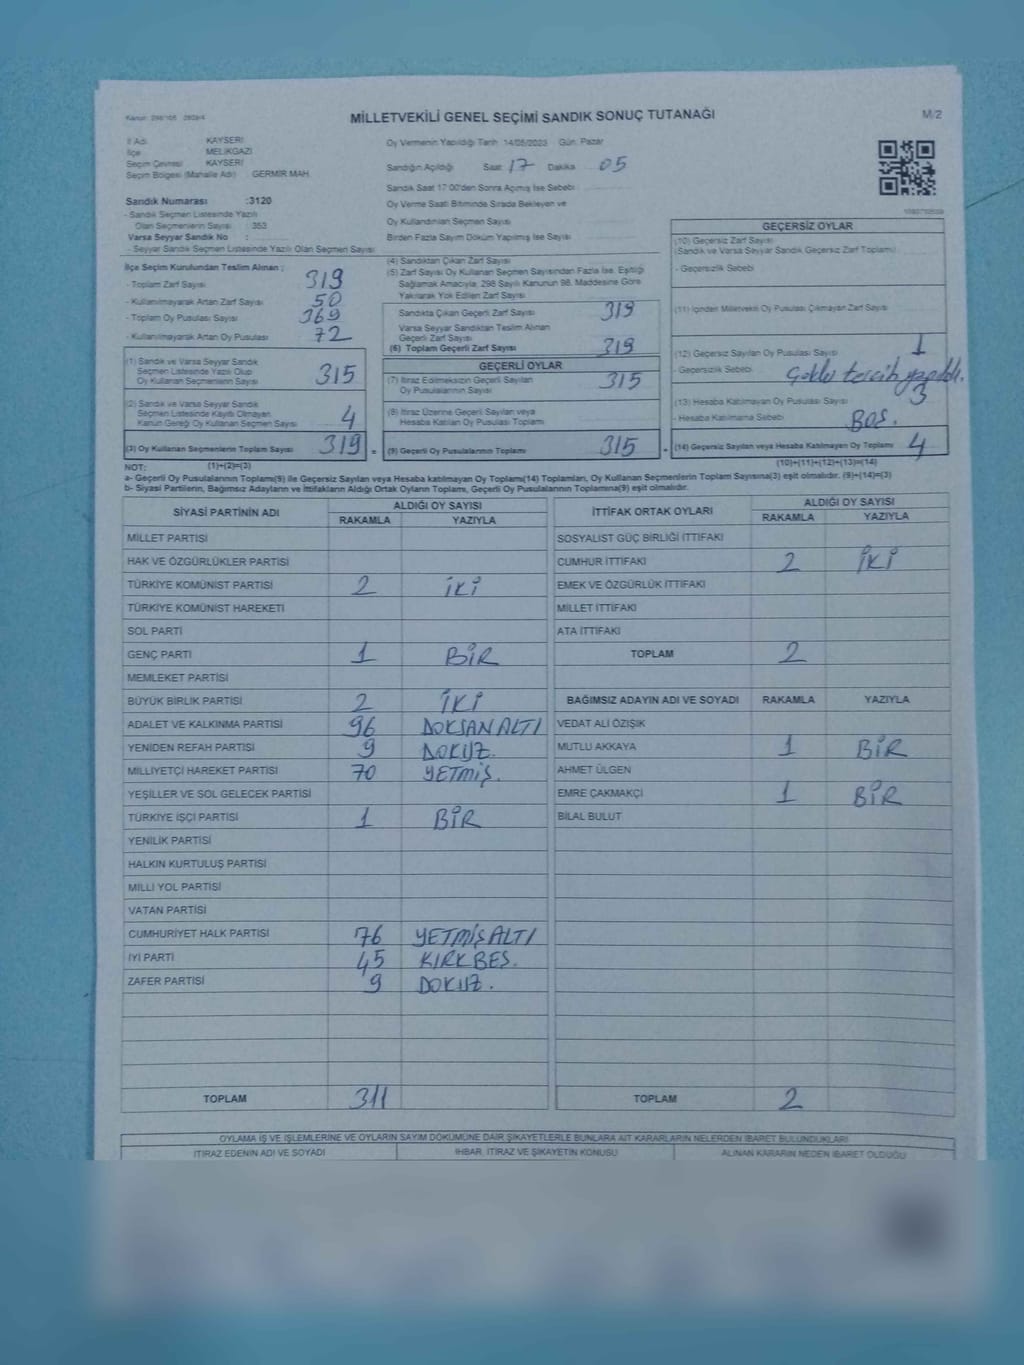 MİLLETVEKİLİ GENEL SEÇİMİ SANDIK SONUÇ TUTANAĞI
M/2
İl Adı KAYSERİ
İlçe MELİKGAZİ
Seçim Çevresi KAYSERİ
Seçim Bölgesi (Mahalle Adı) GERMİR MAH.
Sandık Numarası :3120
- Sandık Seçmen Listesinde Yazılı
Olan Seçmenlerin Sayısı : 353
Varsa Seyyar Sandık No :
- Seyyar Sandık Seçmen Listesinde Yazılı Olan Seçmen Sayısı
Oy Vermenin Yapıldığı Tarih 14/05/2023 Gün: Pazar
Sandığın Açıldığı Saat 17 Dakika 05
Sandık Saat 17:00'den Sonra Açılmış İse Sebebi
Oy Verme Saati Bitiminde Sırada Bekleyen ve
Oy Kullandırılan Seçmen Sayısı
Birden Fazla Sayım Döküm Yapılmış İse Sayısı
İlçe Seçim Kurulundan Teslim Alınan :
- Toplam Zarf Sayısı 319
- Kullanılmayarak Artan Zarf Sayısı 50
- Toplam Oy Pusulası Sayısı 369
- Kullanılmayarak Artan Oy Pusulası 72
(1) Sandık ve Varsa Seyyar Sandık
Seçmen Listesinde Yazılı Olup
Oy Kullanan Seçmenlerin Sayısı 315
(2) Sandık ve Varsa Seyyar Sandık
Seçmen Listesinde Kayıtlı Olmayan
Kanun Gereği Oy Kullanan Seçmen Sayısı 4
(3) Oy Kullanan Seçmenlerin Toplam Sayısı 319
(1)+(2)=(3)
(4) Sandıktan Çıkan Zarf Sayısı
(5) Zarf Sayısı Oy Kullanan Seçmen Sayısından Fazla İse, Eşitliği
Sağlamak Amacıyla, 298 Sayılı Kanunun 98. Maddesine Göre
Yakılarak Yok Edilen Zarf Sayısı
Sandıkta Çıkan Geçerli Zarf Sayısı 319
Varsa Seyyar Sandıktan Teslim Alınan
Geçerli Zarf Sayısı
(6) Toplam Geçerli Zarf Sayısı 319
GEÇERLİ OYLAR
(7) İtiraz Edilmeksizin Geçerli Sayılan
Oy Pusulalarının Sayısı 315
(8) İtiraz Üzerine Geçerli Sayılan veya
Hesaba Katılan Oy Pusulası Toplamı
(9) Geçerli Oy Pusulalarının Toplamı 315
GEÇERSİZ OYLAR
(10) Geçersiz Zarf Sayısı
(Sandık ve Varsa Seyyar Sandık Geçersiz Zarf Toplamı)
- Geçersizlik Sebebi
(11) İçinden Milletvekili Oy Pusulası Çıkmayan Zarf Sayısı
(12) Geçersiz Sayılan Oy Pusulası Sayısı 1
- Geçersizlik Sebebi Çoklu tercih yapıldı.
(13) Hesaba Katılmayan Oy Pusulası Sayısı 3
- Hesaba Katılmama Sebebi BOŞ.
(14) Geçersiz Sayılan veya Hesaba Katılmayan Oy Toplamı 4
(10)+(11)+(12)+(13)=(14)
NOT:
a- Geçerli Oy Pusulalarının Toplamı(9) ile Geçersiz Sayılan veya Hesaba katılmayan Oy Toplamı(14) Toplamları, Oy Kullanan Seçmenlerin Toplam Sayısına(3) eşit olmalıdır. (9)+(14)=(3)
b- Siyasi Partilerin, Bağımsız Adayların ve İttifakların Aldığı Ortak Oyların Toplamı, Geçerli Oy Pusulalarının Toplamına(9) eşit olmalıdır.
SİYASİ PARTİNİN ADI ALDIĞI OY SAYISI
RAKAMLA YAZIYLA
MİLLET PARTİSİ
HAK VE ÖZGÜRLÜKLER PARTİSİ
TÜRKİYE KOMÜNİST PARTİSİ 2 İKİ
TÜRKİYE KOMÜNİST HAREKETİ
SOL PARTİ
GENÇ PARTİ 1 BİR
MEMLEKET PARTİSİ
BÜYÜK BİRLİK PARTİSİ 2 İKİ
ADALET VE KALKINMA PARTİSİ 96 DOKSANALTI
YENİDEN REFAH PARTİSİ 9 DOKUZ.
MİLLİYETÇİ HAREKET PARTİSİ 70 YETMİŞ.
YEŞİLLER VE SOL GELECEK PARTİSİ
TÜRKİYE İŞÇİ PARTİSİ 1 BİR
YENİLİK PARTİSİ
HALKIN KURTULUŞ PARTİSİ
MİLLİ YOL PARTİSİ
VATAN PARTİSİ
CUMHURİYET HALK PARTİSİ 76 YETMİŞALTI
İYİ PARTİ 45 KIRKBEŞ.
ZAFER PARTİSİ 9 DOKUZ.
TOPLAM 311
İTTİFAK ORTAK OYLARI ALDIĞI OY SAYISI
RAKAMLA YAZIYLA
SOSYALİST GÜÇ BİRLİĞİ İTTİFAKI
CUMHUR İTTİFAKI 2 İKİ
EMEK VE ÖZGÜRLÜK İTTİFAKI
MİLLET İTTİFAKI
ATA İTTİFAKI
TOPLAM 2
BAĞIMSIZ ADAYIN ADI VE SOYADI RAKAMLA YAZIYLA
VEDAT ALİ ÖZIŞIK
MUTLU AKKAYA 1 BİR
AHMET ÜLGEN
EMRE ÇAKMAKÇI 1 BİR
BİLAL BULUT
TOPLAM 2
OYLAMA İŞ VE İŞLEMLERİNE VE OYLARIN SAYIM DÖKÜMÜNE DAİR ŞİKAYETLERLE BUNLARA AİT KARARLARIN NELERDEN İBARET BULUNDUKLARI
İTİRAZ EDENİN ADI VE SOYADI İHBAR, İTİRAZ VE ŞİKAYETİN KONUSU ALINAN KARARIN NEDEN İBARET OLDUĞU